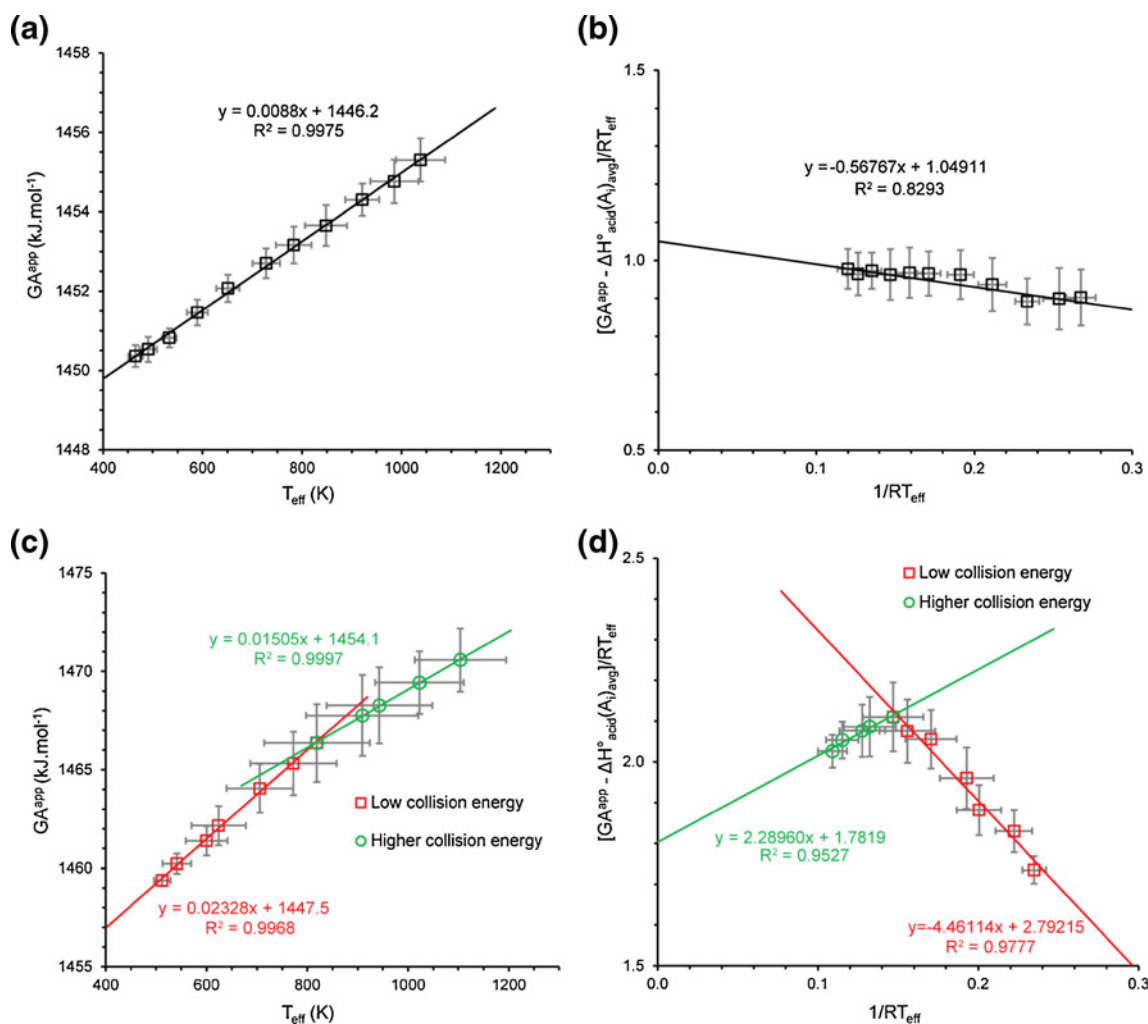 (a)
GA^app (kJ.mol⁻¹)
1458
1456
1454
1452
1450
1448
y = 0.0088x + 1446.2
R² = 0.9975
400
600
800
1000
1200
T_eff (K)
(b)
[GA^app - ΔH°_acid(A_i)_avg]/RT_eff
1.5
1.0
0.5
y =-0.56767x + 1.04911
R² = 0.8293
0.0
0.1
0.2
0.3
1/RT_eff
(c)
GA^app (kJ.mol⁻¹)
1475
1470
1465
1460
1455
y = 0.01505x + 1454.1
R² = 0.9997
Low collision energy
Higher collision energy
y = 0.02328x + 1447.5
R² = 0.9968
400
600
800
1000
1200
T_eff (K)
(d)
[GA^app - ΔH°_acid(A_i)_avg]/RT_eff
2.5
2.0
1.5
Low collision energy
Higher collision energy
y = 2.28960x + 1.7819
R² = 0.9527
y=-4.46114x + 2.79215
R² = 0.9777
0.0
0.1
0.2
0.3
1/RT_eff